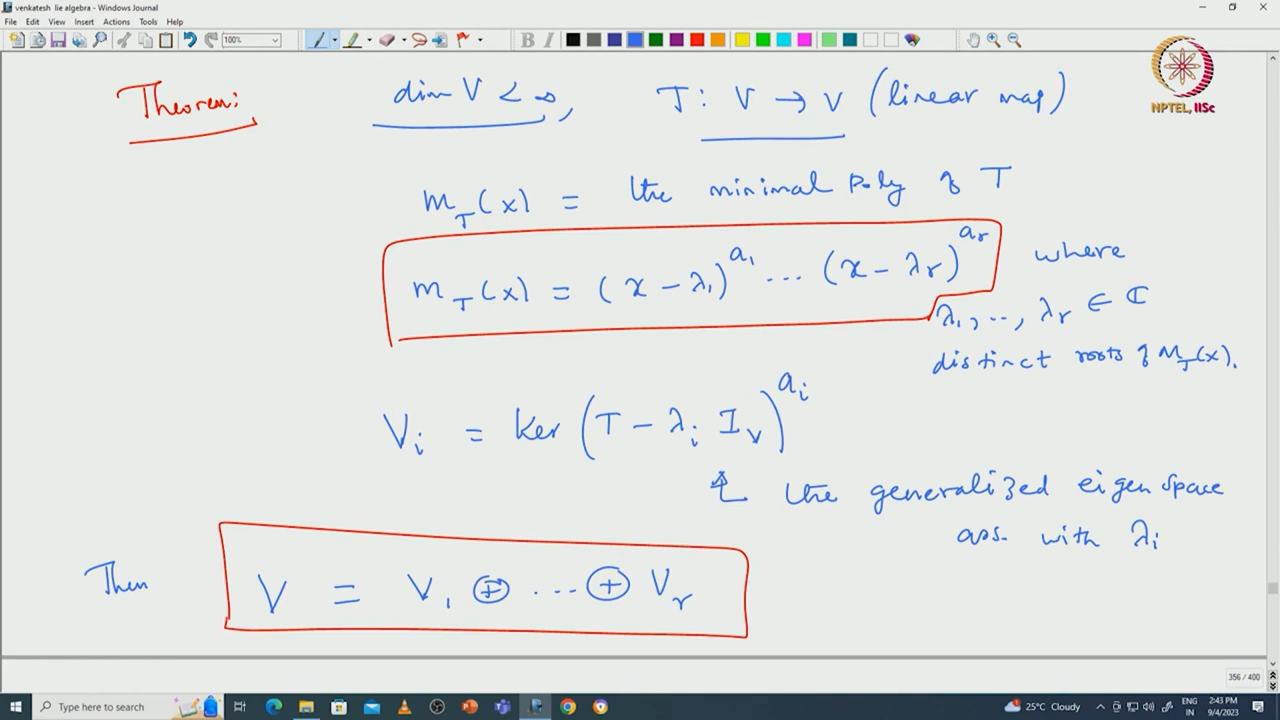 venkatesh lie algebra - Windows Journal
File Edit View Insert Actions Tools Help
100%
B I
NPTEL, IISc
Theorem: dim V < ∞, T: V → V (linear map)
m_T(x) = the minimal poly of T
m_T(x) = (x - λ_1)^{a_1} ... (x - λ_r)^{a_r} where
λ_1, .., λ_r ∈ ℂ
distinct roots of m_T(x).
V_i = ker (T - λ_i I_V)^{a_i}
the generalized eigen space
ass. with λ_i
Then V = V_1 ⊕ ... ⊕ V_r
356 / 400
Type here to search
25°C Cloudy
ENG
IN
2:43 PM
9/4/2023